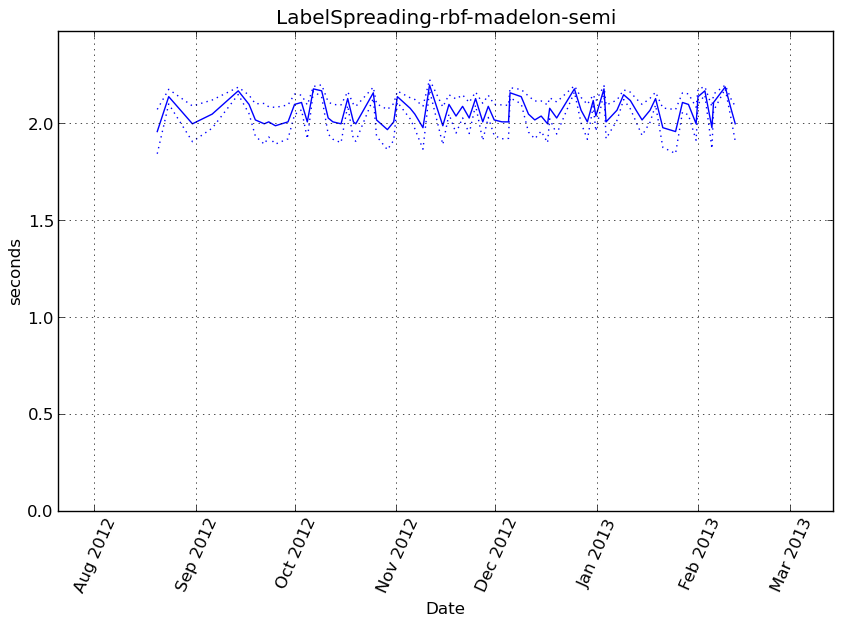 LabelSpreading-rbf-madelon-semi
2.0
1.5
1.0
0.5
0.0
seconds
Aug 2012
Sep 2012
Oct 2012
Nov 2012
Dec 2012
Jan 2013
Feb 2013
Mar 2013
Date